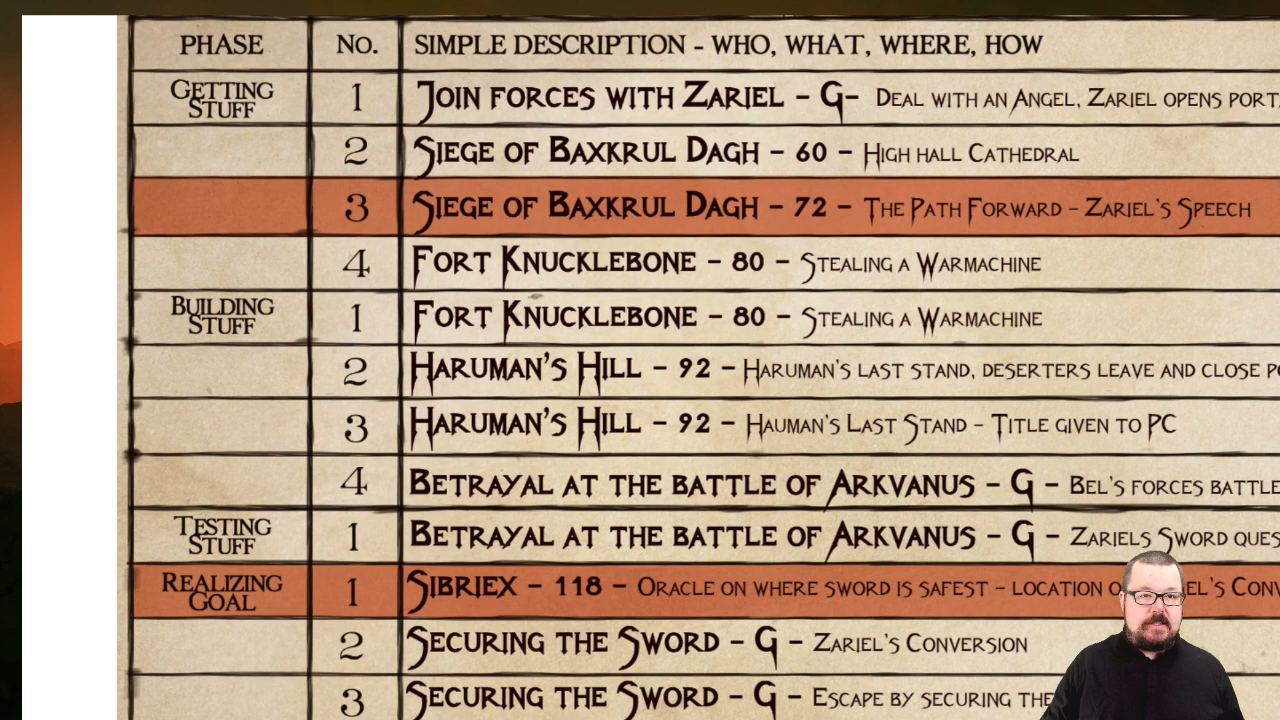 PHASE No. SIMPLE DESCRIPTION - WHO, WHAT, WHERE, HOW
GETTING STUFF 1 JOIN FORCES WITH ZARIEL - G- DEAL WITH AN ANGEL, ZARIEL OPENS PORT
2 SIEGE OF BAXKRUL DAGH - 60 - HIGH HALL CATHEDRAL
3 SIEGE OF BAXKRUL DAGH - 72 - THE PATH FORWARD - ZARIEL'S SPEECH
4 FORT KNUCKLEBONE - 80 - STEALING A WARMACHINE
BUILDING STUFF 1 FORT KNUCKLEBONE - 80 - STEALING A WARMACHINE
2 HARUMAN'S HILL - 92 - HARUMAN'S LAST STAND, DESERTERS LEAVE AND CLOSE PO
3 HARUMAN'S HILL - 92 - HAUMAN'S LAST STAND - TITLE GIVEN TO PC
4 BETRAYAL AT THE BATTLE OF ARKVANUS - G - BEL'S FORCES BATTLE
TESTING STUFF 1 BETRAYAL AT THE BATTLE OF ARKVANUS - G - ZARIELS SWORD QUES
REALIZING GOAL 1 SIBRIEX - 118 - ORACLE ON WHERE SWORD IS SAFEST - LOCATION O EL'S CONV
2 SECURING THE SWORD - G - ZARIEL'S CONVERSION
3 SECURING THE SWORD - G - ESCAPE BY SECURING THE